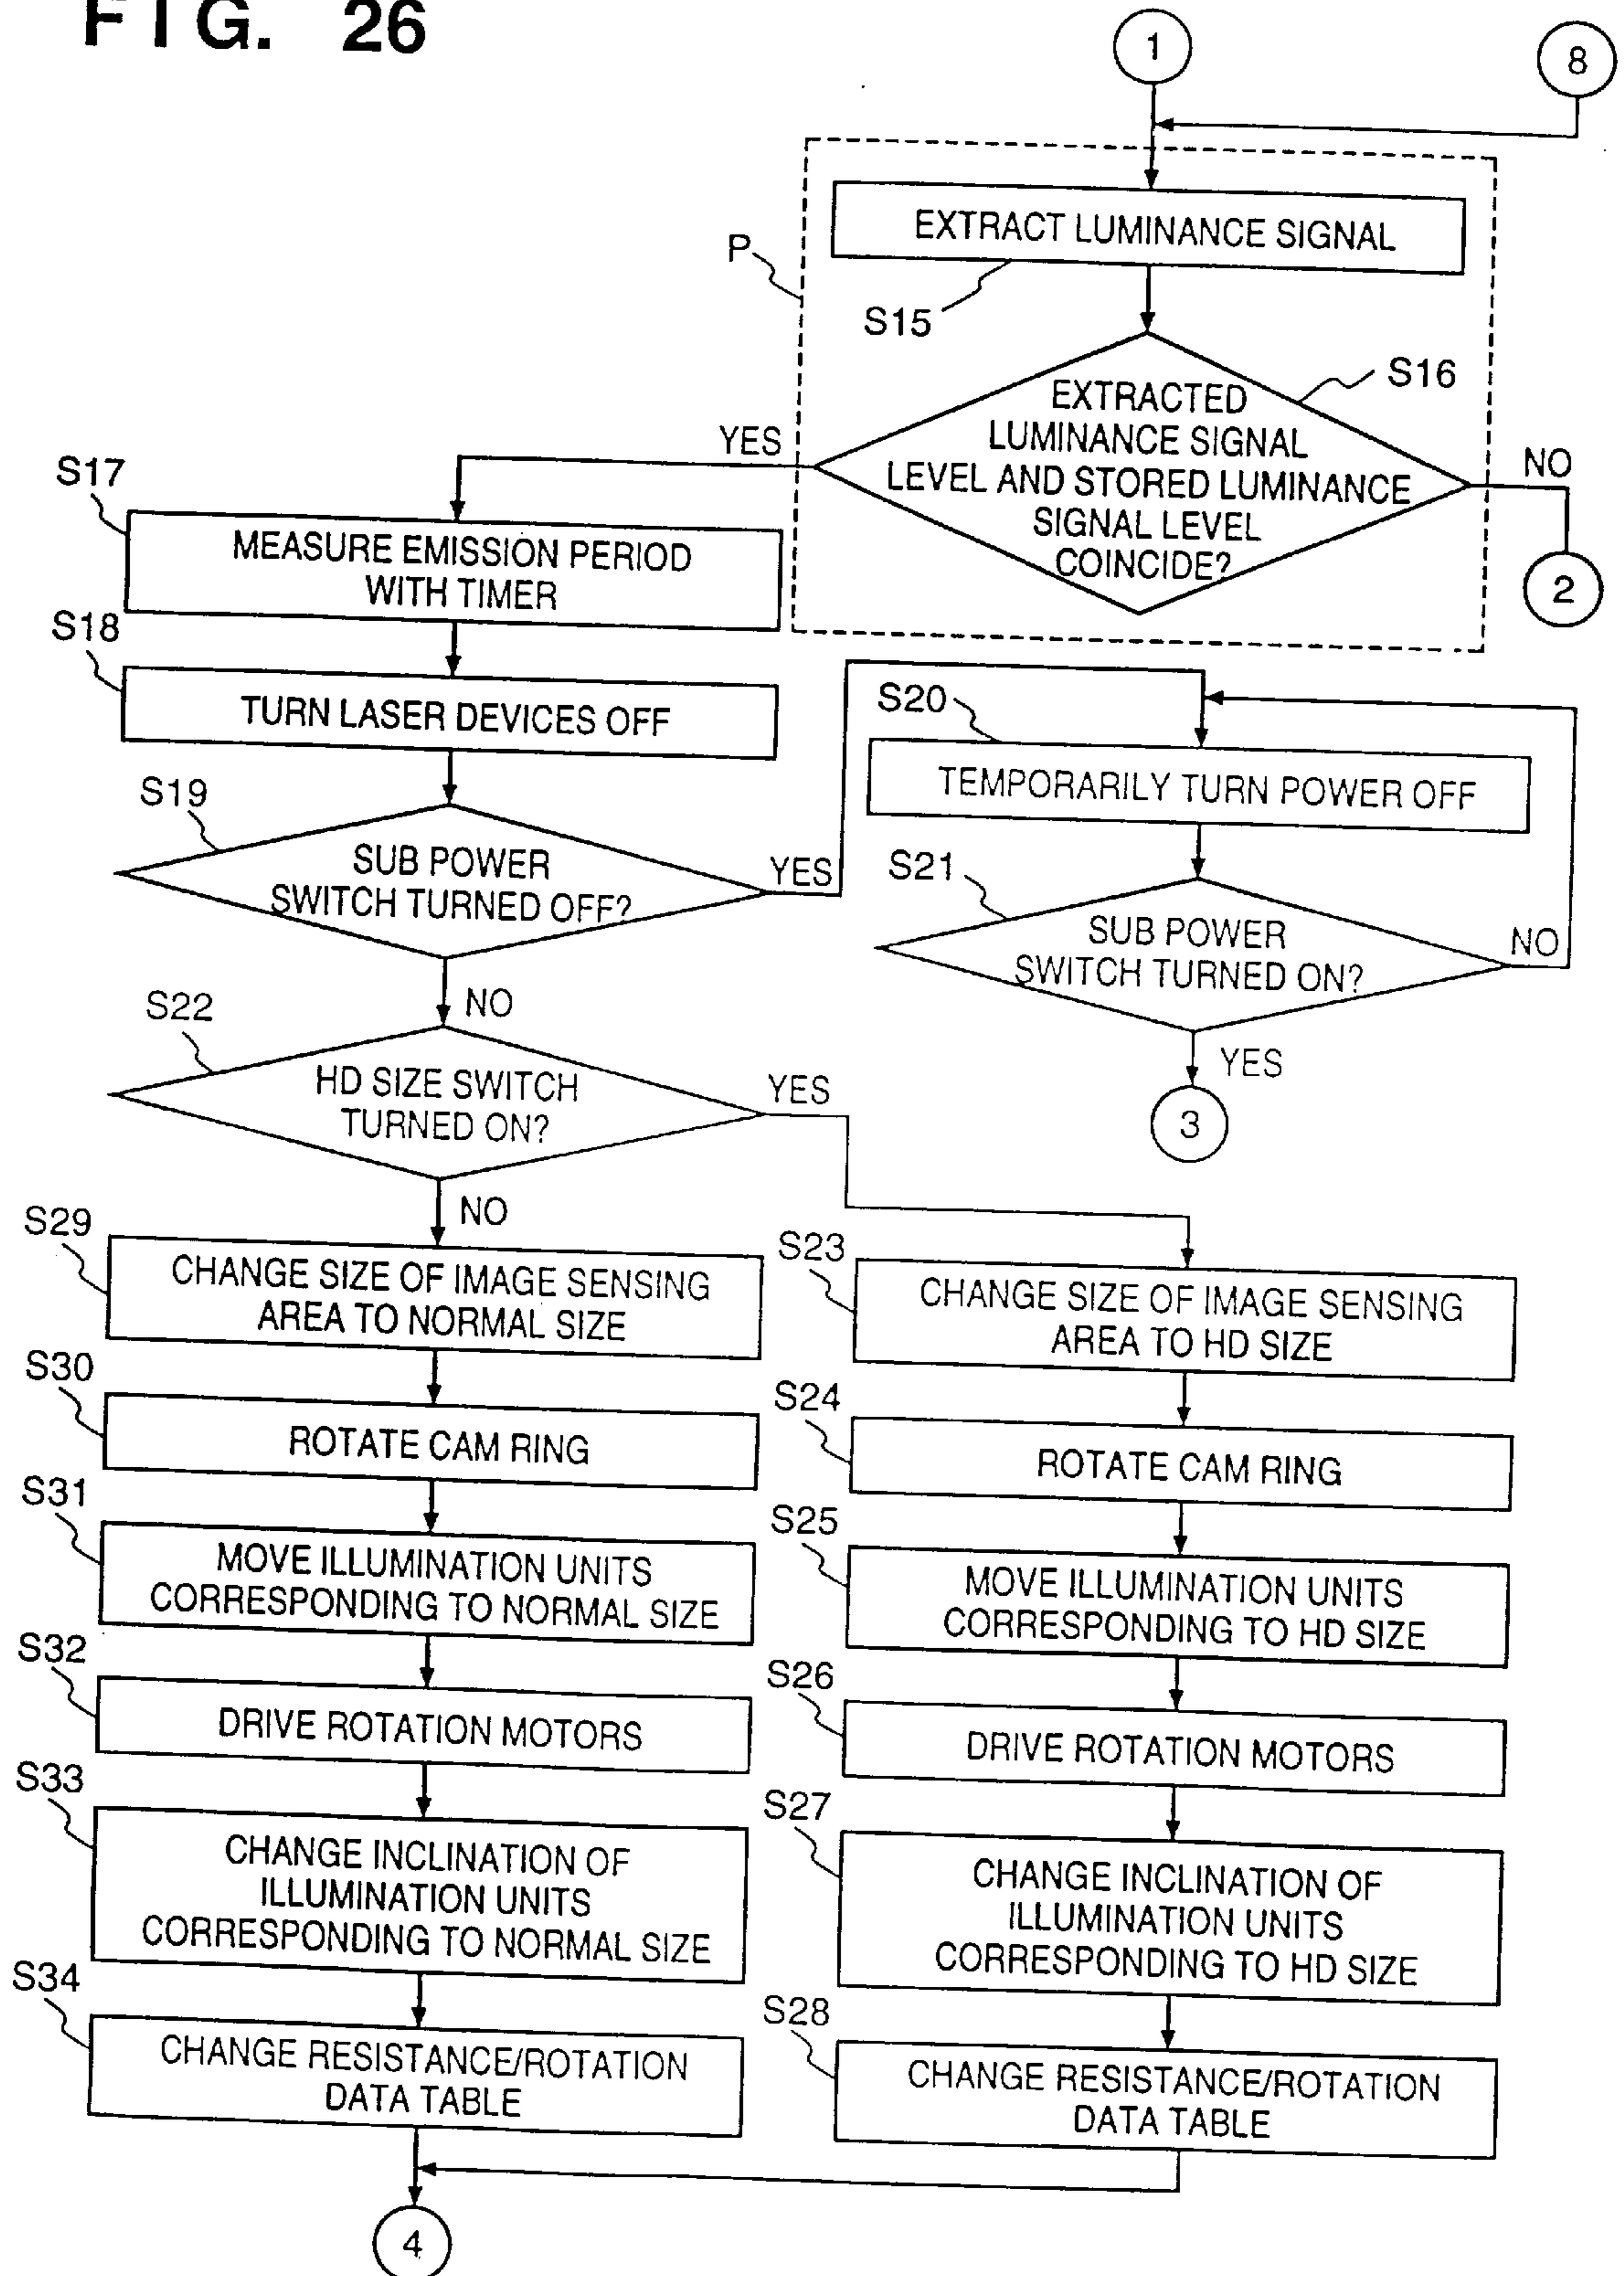 FIG. 26
1
8
P
EXTRACT LUMINANCE SIGNAL
S15
S16
EXTRACTED
LUMINANCE SIGNAL
LEVEL AND STORED LUMINANCE
SIGNAL LEVEL
COINCIDE?
YES
NO
2
S17
MEASURE EMISSION PERIOD
WITH TIMER
S18
TURN LASER DEVICES OFF
S19
SUB POWER
SWITCH TURNED OFF?
YES
NO
S20
TEMPORARILY TURN POWER OFF
S21
SUB POWER
SWITCH TURNED ON?
NO
YES
3
S22
HD SIZE SWITCH
TURNED ON?
YES
NO
S29
CHANGE SIZE OF IMAGE SENSING
AREA TO NORMAL SIZE
S30
ROTATE CAM RING
S31
MOVE ILLUMINATION UNITS
CORRESPONDING TO NORMAL SIZE
S32
DRIVE ROTATION MOTORS
S33
CHANGE INCLINATION OF
ILLUMINATION UNITS
CORRESPONDING TO NORMAL SIZE
S34
CHANGE RESISTANCE/ROTATION
DATA TABLE
S23
CHANGE SIZE OF IMAGE SENSING
AREA TO HD SIZE
S24
ROTATE CAM RING
S25
MOVE ILLUMINATION UNITS
CORRESPONDING TO HD SIZE
S26
DRIVE ROTATION MOTORS
S27
CHANGE INCLINATION OF
ILLUMINATION UNITS
CORRESPONDING TO HD SIZE
S28
CHANGE RESISTANCE/ROTATION
DATA TABLE
4